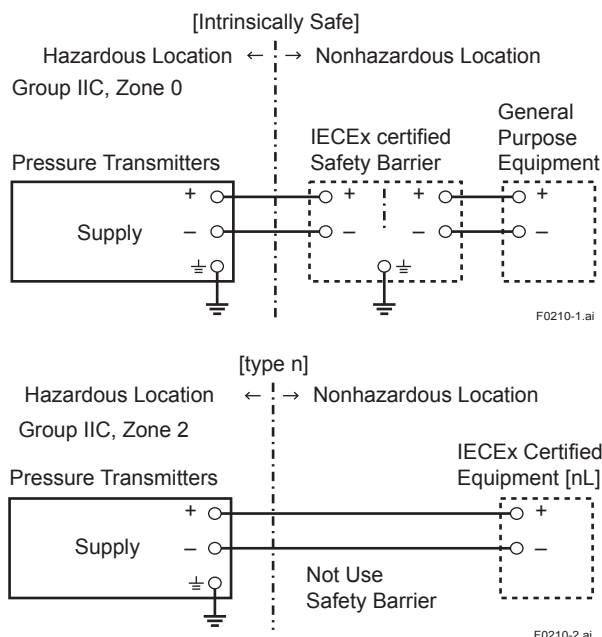 [Intrinsically Safe]
Hazardous Location ← → Nonhazardous Location
Group IIC, Zone 0
General
Purpose
Equipment
IECEx certified
Safety Barrier
Pressure Transmitters
+ + + +
Supply – – – –
F0210-1.ai
[type n]
Hazardous Location ← → Nonhazardous Location
Group IIC, Zone 2
IECEx Certified
Equipment [nL]
Pressure Transmitters
+ +
Supply – –
Not Use
Safety Barrier
F0210-2.ai